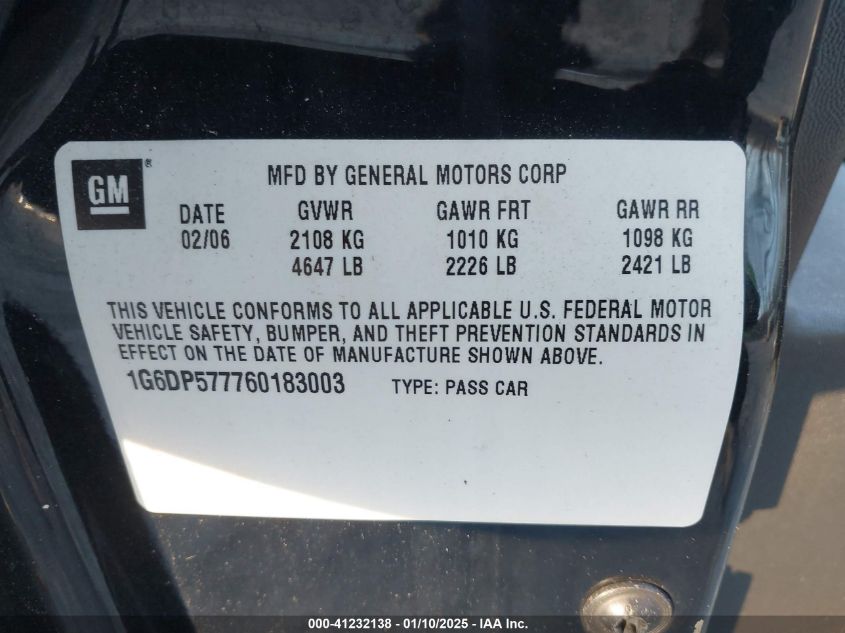 GM ®
MFD BY GENERAL MOTORS CORP
DATE GVWR GAWR FRT GAWR RR
02/06 2108 KG 1010 KG 1098 KG
4647 LB 2226 LB 2421 LB
THIS VEHICLE CONFORMS TO ALL APPLICABLE U.S. FEDERAL MOTOR
VEHICLE SAFETY, BUMPER, AND THEFT PREVENTION STANDARDS IN
EFFECT ON THE DATE OF MANUFACTURE SHOWN ABOVE.
1G6DP577760183003 TYPE: PASS CAR
000-41232138 - 01/10/2025 - IAA Inc.